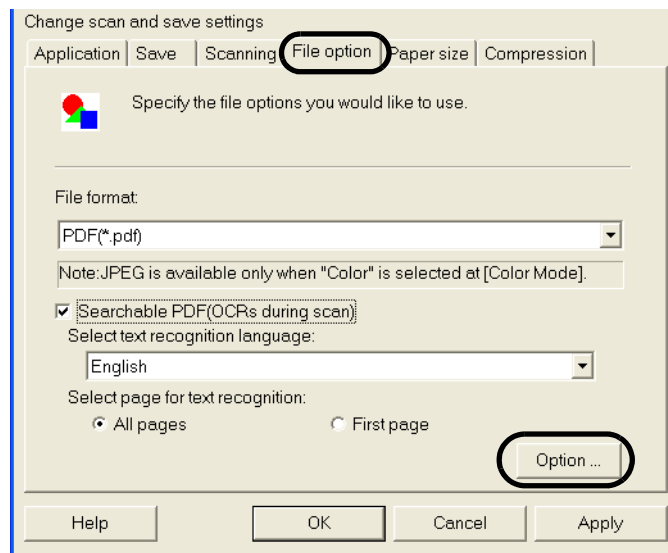 Change scan and save settings
Application Save Scanning File option Paper size Compression
Specify the file options you would like to use.
File format:
PDF(*.pdf)
Note:JPEG is available only when "Color" is selected at [Color Mode].
Searchable PDF(OCRs during scan)
Select text recognition language:
English
Select page for text recognition:
All pages First page
Option ...
Help OK Cancel Apply